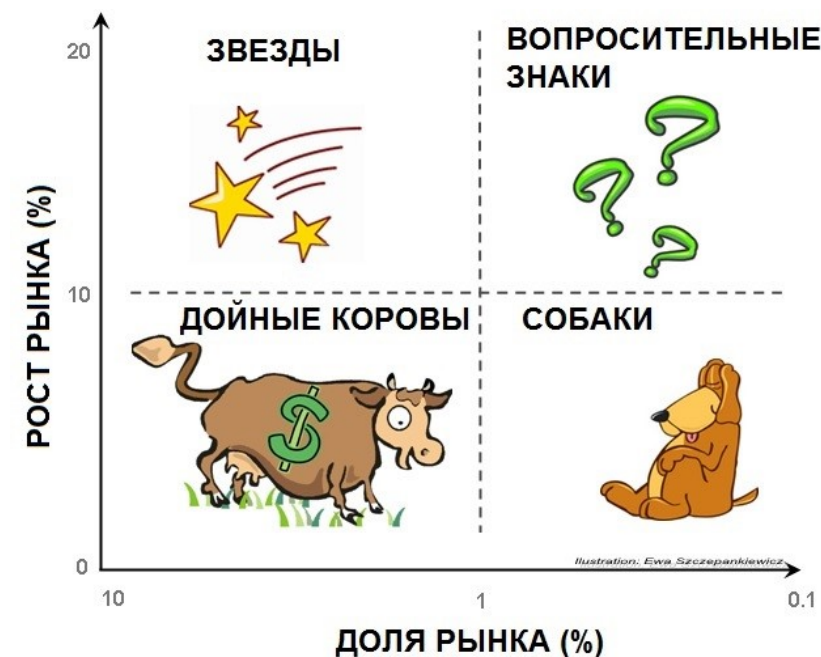 20
ЗВЕЗДЫ
ВОПРОСИТЕЛЬНЫЕ
ЗНАКИ
РОСТ РЫНКА (%)
10
ДОЙНЫЕ КОРОВЫ
СОБАКИ
$
0
Ilustration: Ewa Szczepankiewicz
10
1
0.1
ДОЛЯ РЫНКА (%)